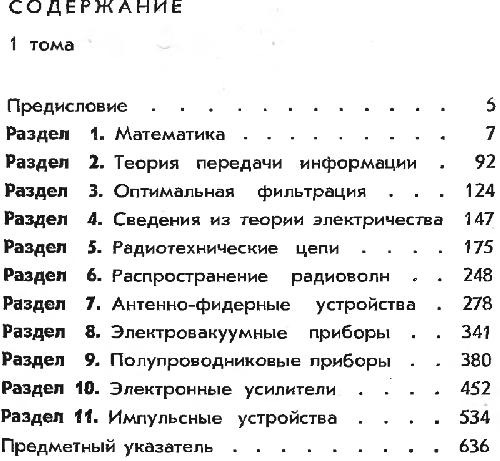 СОДЕРЖАНИЕ
1 тома
Предисловие . . . . . . . . . . . 5
Раздел 1. Математика . . . . . . . . 7
Раздел 2. Теория передачи информации . 92
Раздел 3. Оптимальная фильтрация . . . 124
Раздел 4. Сведения из теории электричества 147
Раздел 5. Радиотехнические цепи . . . . 175
Раздел 6. Распространение радиоволн . . 248
Раздел 7. Антенно-фидерные устройства . 278
Раздел 8. Электровакуумные приборы . . 341
Раздел 9. Полупроводниковые приборы . . 380
Раздел 10. Электронные усилители . . . . 452
Раздел 11. Импульсные устройства . . . . 534
Предметный указатель . . . . . . . . 636